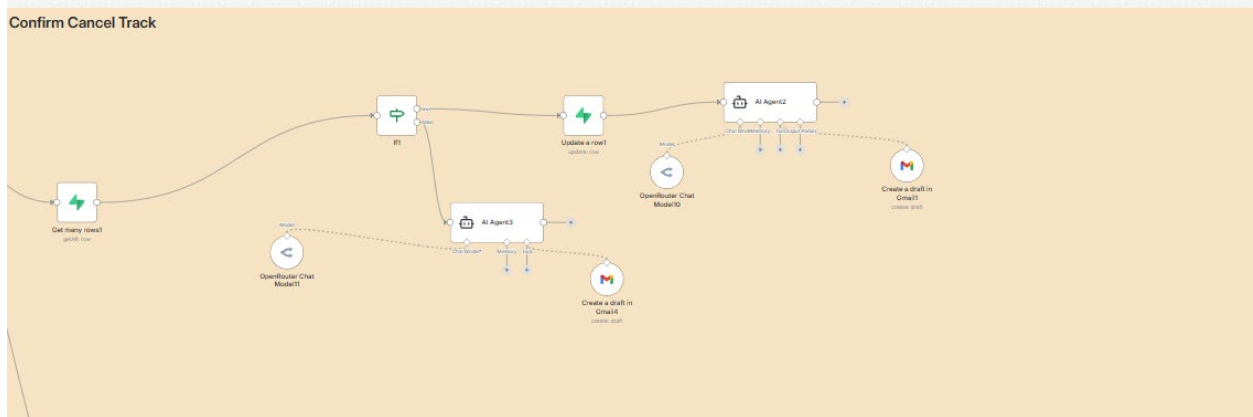 Confirm Cancel Track
If1
true
false
Update a row1
update: row
AI Agent2
Chat Model*
Memory
Tool
Output Parser
Model
OpenRouter Chat
Model10
Create a draft in
Gmail1
create: draft
Get many rows1
getAll: row
AI Agent3
Chat Model*
Memory
Tool
Model
OpenRouter Chat
Model11
Create a draft in
Gmail4
create: draft